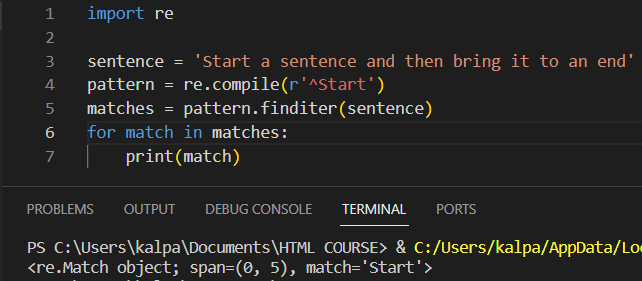 1 import re
2
3 sentence = 'Start a sentence and then bring it to an end'
4 pattern = re.compile(r'^Start')
5 matches = pattern.finditer(sentence)
6 for match in matches:
7     print(match)
PROBLEMS OUTPUT DEBUG CONSOLE TERMINAL PORTS
PS C:\Users\kalpa\Documents\HTML COURSE> & C:/Users/kalpa/AppData/Lo
<re.Match object; span=(0, 5), match='Start'>